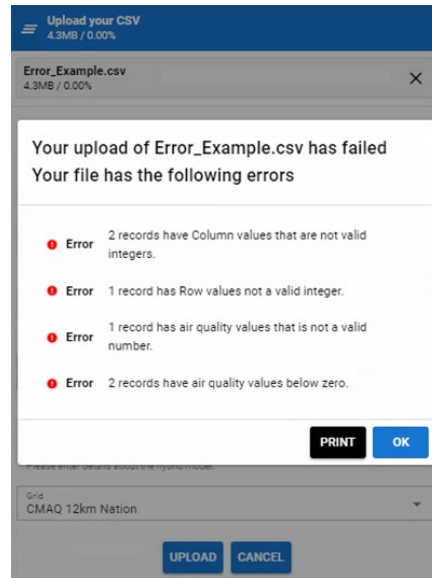 Upload your CSV
4.3MB / 0.00%
Error_Example.csv
4.3MB / 0.00%
Your upload of Error_Example.csv has failed
Your file has the following errors
Error 2 records have Column values that are not valid
integers.
Error 1 record has Row values not a valid integer.
Error 1 record has air quality values that is not a valid
number.
Error 2 records have air quality values below zero.
PRINT OK
Please enter details about the hybrid model.
Grid
CMAQ 12km Nation
UPLOAD CANCEL